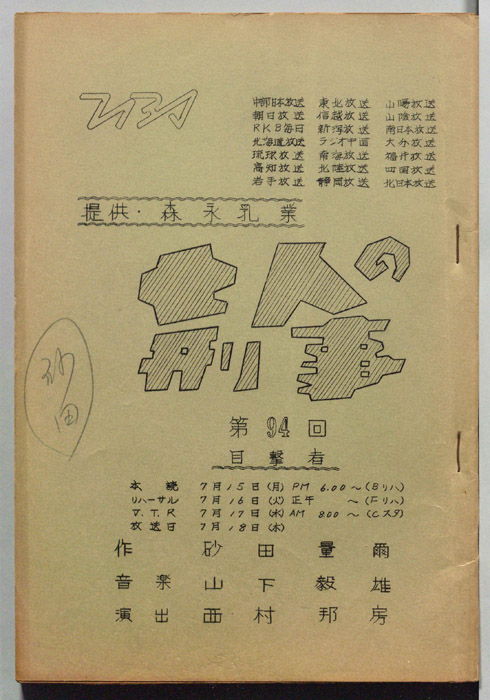 中部日本放送 東北放送 山陽放送
朝日放送 信越放送 山陰放送
RKB毎日 新潟放送 南日本放送
北海道放送 ラジオ中国 大分放送
琉球放送 南海放送 福井放送
高知放送 北陸放送 四国放送
岩手放送 静岡放送 北日本放送
提供・森永乳業
七人の
刑事
砂田
第94回
目撃者
本読 7月15日(月) PM 6.00〜(Bリハ)
リハーサル 7月16日(火) 正午 〜(Fリハ)
V.T.R 7月17日(水) AM 8.00〜(Cスタ)
放送日 7月18日(木)
作 砂田量爾
音楽 山下毅雄
演出 西村邦房